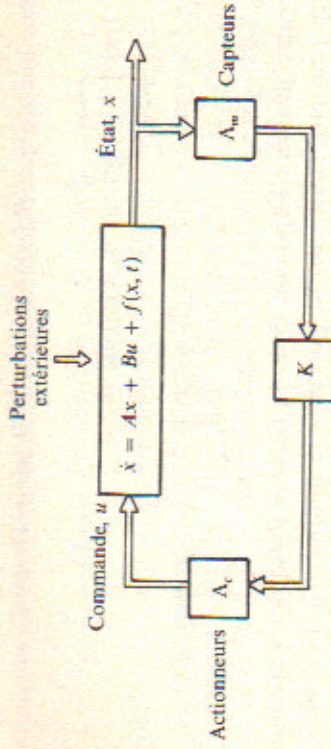 Perturbations
extérieures
Commande, u
État, x
ẋ = Ax + Bu + f(x, t)
Actionneurs
Λc
Λm
Capteurs
K